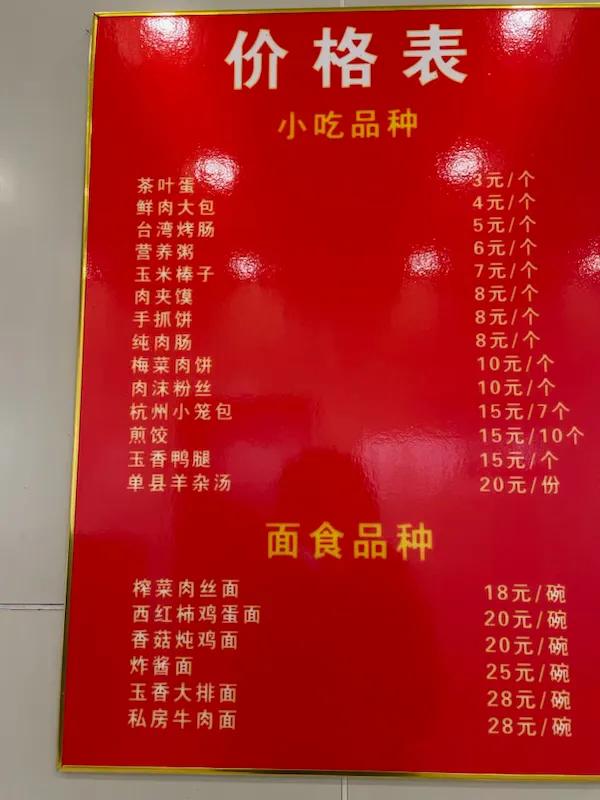 价格表
小吃品种
茶叶蛋 3元/个
鲜肉大包 4元/个
台湾烤肠 5元/个
营养粥 6元/个
玉米棒子 7元/个
肉夹馍 8元/个
手抓饼 8元/个
纯肉肠 8元/个
梅菜肉饼 10元/个
肉沫粉丝 10元/个
杭州小笼包 15元/7个
煎饺 15元/10个
玉香鸭腿 15元/个
单县羊杂汤 20元/份
面食品种
榨菜肉丝面 18元/碗
西红柿鸡蛋面 20元/碗
香菇炖鸡面 20元/碗
炸酱面 25元/碗
玉香大排面 28元/碗
私房牛肉面 28元/碗